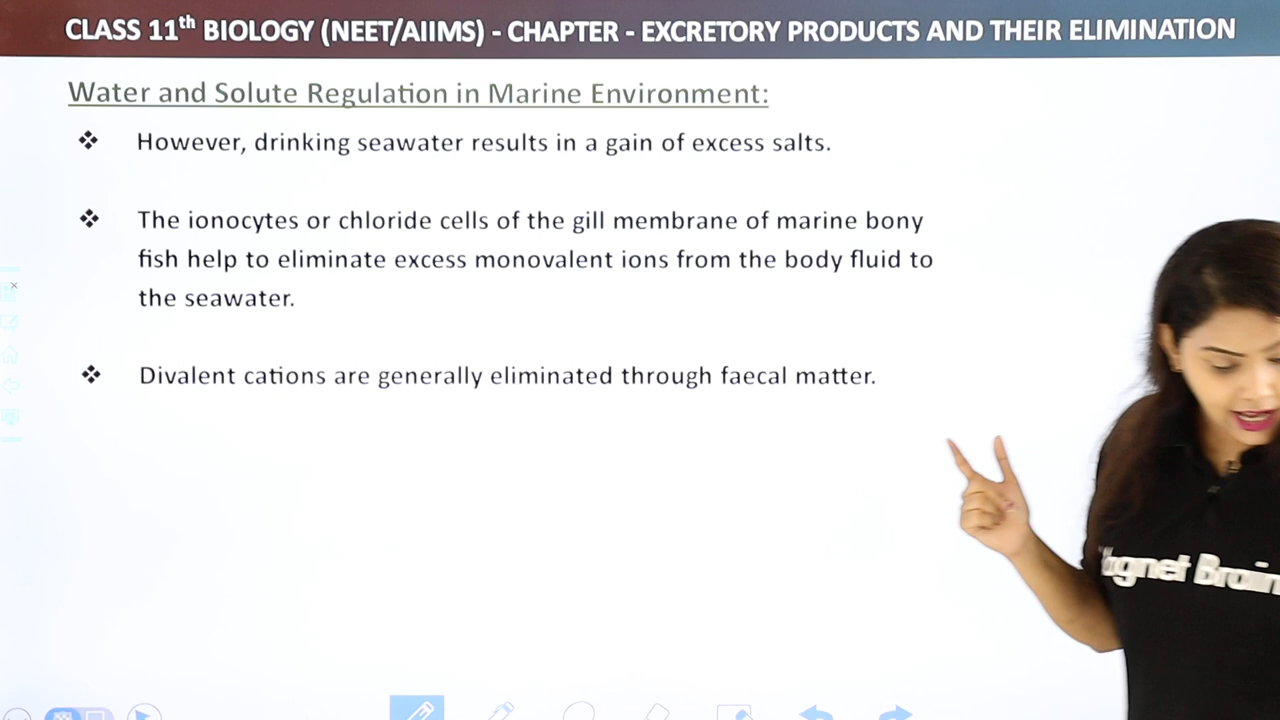 CLASS 11th BIOLOGY (NEET/AIIMS) - CHAPTER - EXCRETORY PRODUCTS AND THEIR ELIMINATION
Water and Solute Regulation in Marine Environment:
❖ However, drinking seawater results in a gain of excess salts.
❖ The ionocytes or chloride cells of the gill membrane of marine bony
fish help to eliminate excess monovalent ions from the body fluid to
the seawater.
❖ Divalent cations are generally eliminated through faecal matter.
agnet Brain